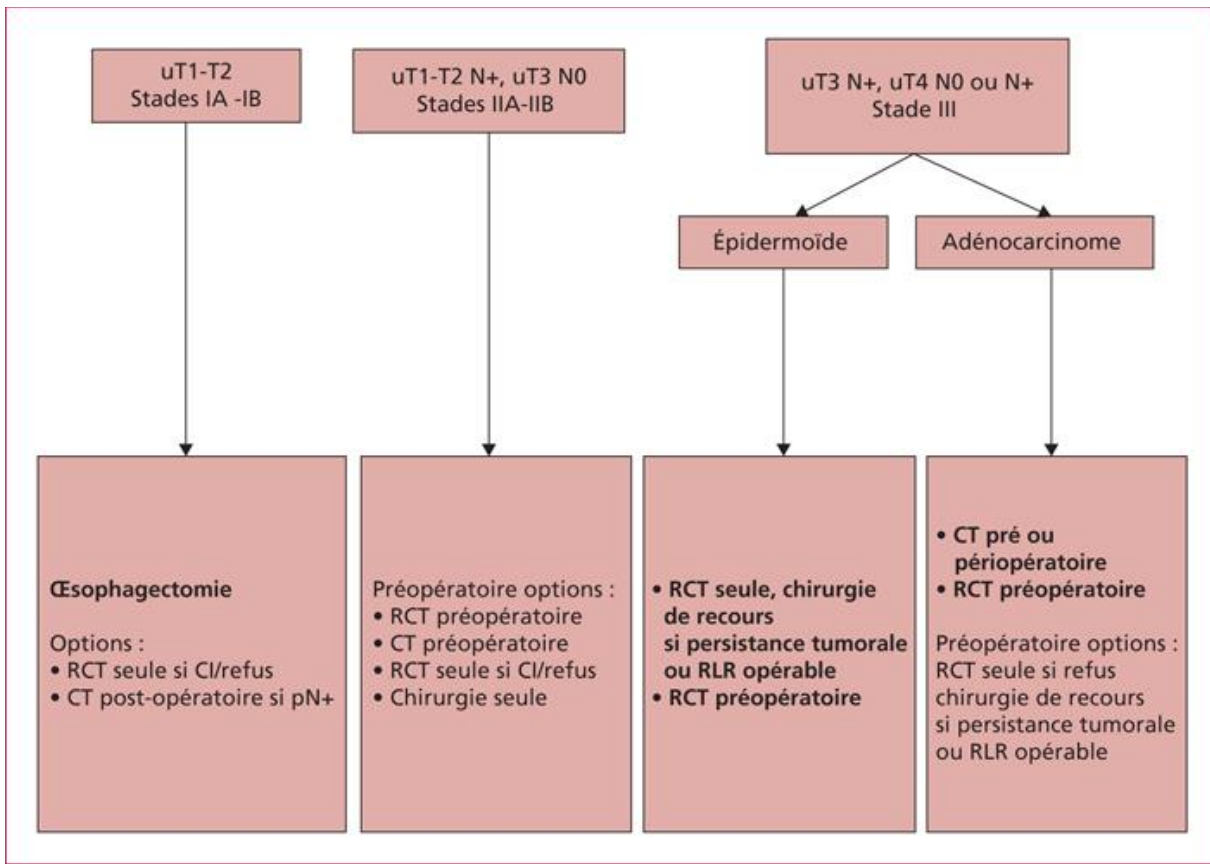 uT1-T2
Stades IA -IB
uT1-T2 N+, uT3 N0
Stades IIA-IIB
uT3 N+, uT4 N0 ou N+
Stade III
Épidermoïde
Adénocarcinome
Œsophagectomie
Options :
• RCT seule si CI/refus
• CT post-opératoire si pN+
Préopératoire options :
• RCT préopératoire
• CT préopératoire
• RCT seule si CI/refus
• Chirurgie seule
• RCT seule, chirurgie
de recours
si persistance tumorale
ou RLR opérable
• RCT préopératoire
• CT pré ou
périopératoire
• RCT préopératoire
Préopératoire options :
RCT seule si refus
chirurgie de recours
si persistance tumorale
ou RLR opérable